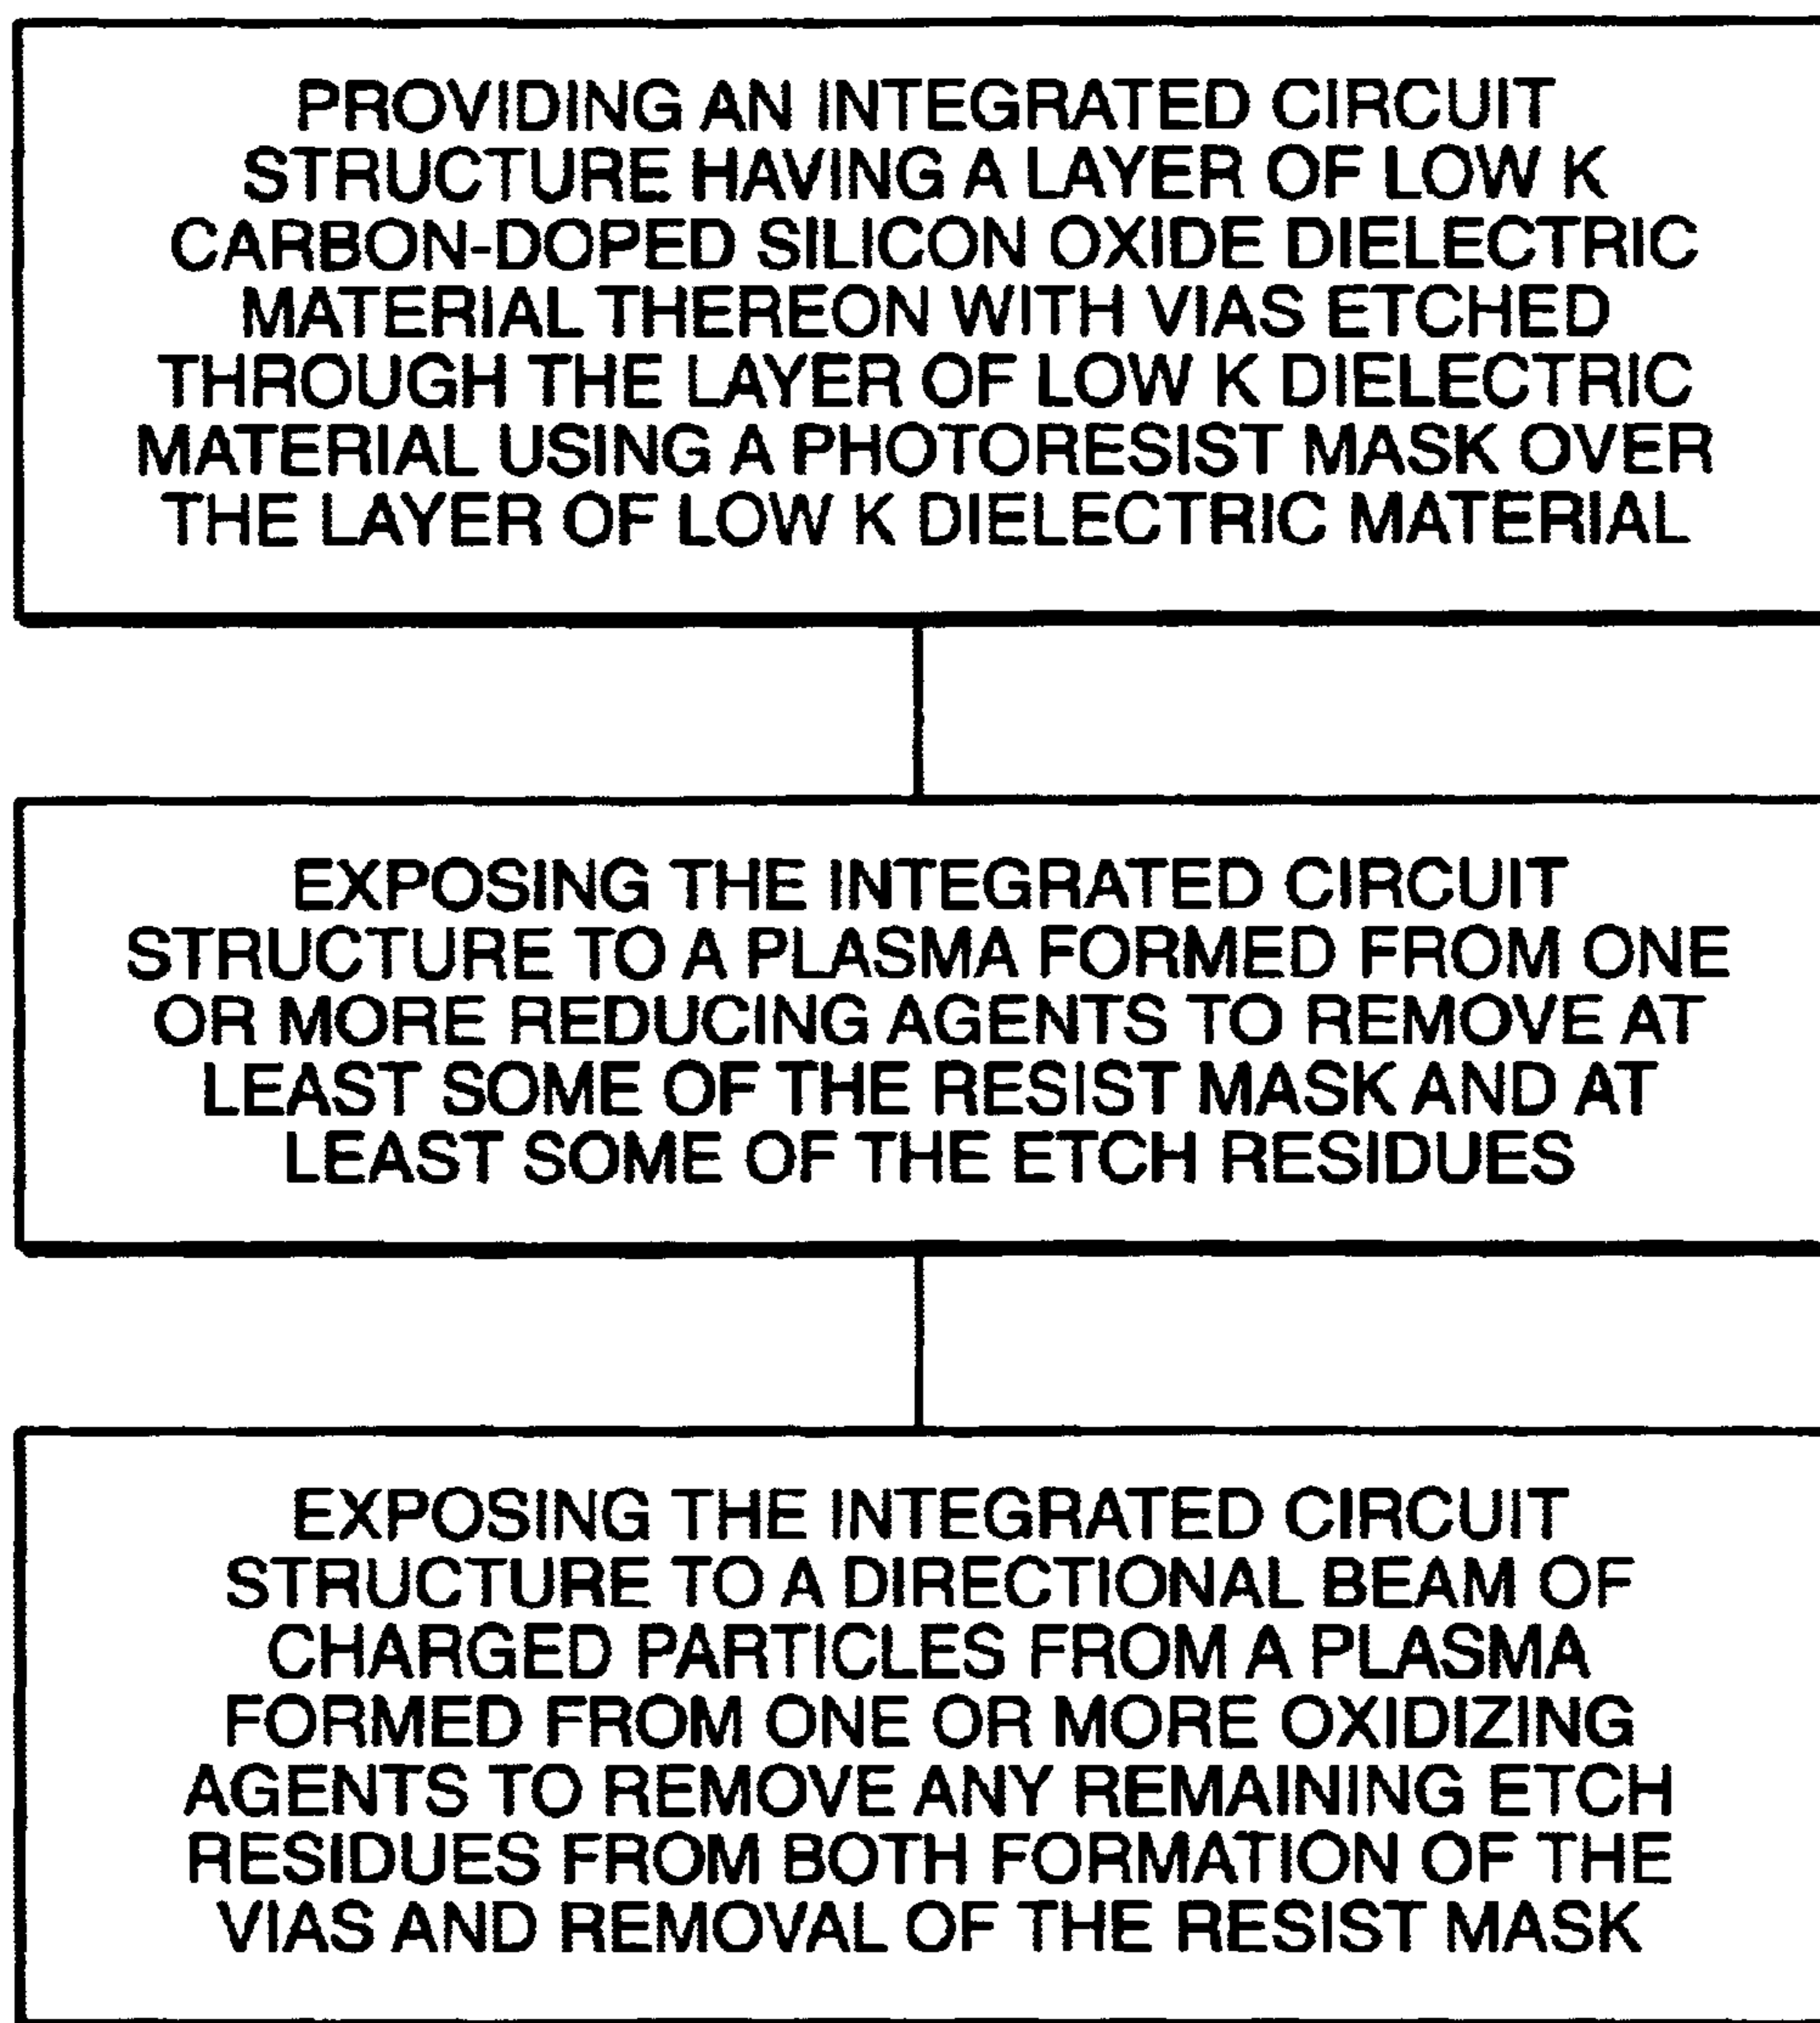 PROVIDING AN INTEGRATED CIRCUIT
STRUCTURE HAVING A LAYER OF LOW K
CARBON-DOPED SILICON OXIDE DIELECTRIC
MATERIAL THEREON WITH VIAS ETCHED
THROUGH THE LAYER OF LOW K DIELECTRIC
MATERIAL USING A PHOTORESIST MASK OVER
THE LAYER OF LOW K DIELECTRIC MATERIAL
EXPOSING THE INTEGRATED CIRCUIT
STRUCTURE TO A PLASMA FORMED FROM ONE
OR MORE REDUCING AGENTS TO REMOVE AT
LEAST SOME OF THE RESIST MASK AND AT
LEAST SOME OF THE ETCH RESIDUES
EXPOSING THE INTEGRATED CIRCUIT
STRUCTURE TO A DIRECTIONAL BEAM OF
CHARGED PARTICLES FROM A PLASMA
FORMED FROM ONE OR MORE OXIDIZING
AGENTS TO REMOVE ANY REMAINING ETCH
RESIDUES FROM BOTH FORMATION OF THE
VIAS AND REMOVAL OF THE RESIST MASK